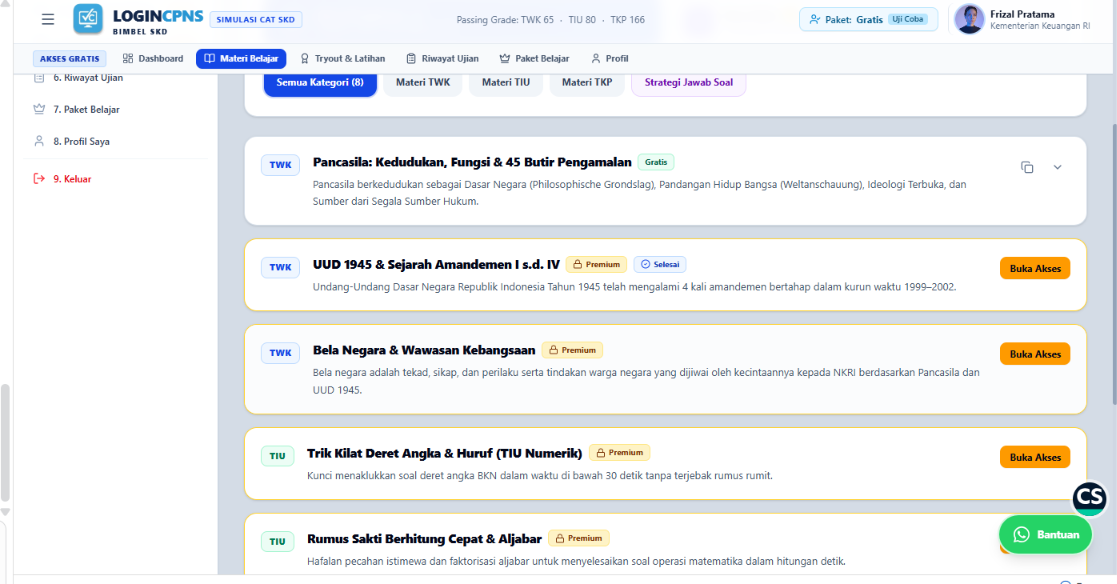 LOGINCPNS
BIMBEL SKD
SIMULASI CAT SKD
Passing Grade: TWK 65 · TIU 80 · TKP 166
Paket: Gratis Uji Coba
Frizal Pratama
Kementerian Keuangan RI
AKSES GRATIS
Dashboard
Materi Belajar
Tryout & Latihan
Riwayat Ujian
Paket Belajar
Profil
6. Riwayat Ujian
7. Paket Belajar
8. Profil Saya
9. Keluar
Semua Kategori (8)
Materi TWK
Materi TIU
Materi TKP
Strategi Jawab Soal
TWK
Pancasila: Kedudukan, Fungsi & 45 Butir Pengamalan Gratis
Pancasila berkedudukan sebagai Dasar Negara (Philosophische Grondslag), Pandangan Hidup Bangsa (Weltanschauung), Ideologi Terbuka, dan
Sumber dari Segala Sumber Hukum.
TWK
UUD 1945 & Sejarah Amandemen I s.d. IV Premium Selesai
Undang-Undang Dasar Negara Republik Indonesia Tahun 1945 telah mengalami 4 kali amandemen bertahap dalam kurun waktu 1999–2002.
Buka Akses
TWK
Bela Negara & Wawasan Kebangsaan Premium
Bela negara adalah tekad, sikap, dan perilaku serta tindakan warga negara yang dijiwai oleh kecintaannya kepada NKRI berdasarkan Pancasila dan
UUD 1945.
Buka Akses
TIU
Trik Kilat Deret Angka & Huruf (TIU Numerik) Premium
Kunci menaklukkan soal deret angka BKN dalam waktu di bawah 30 detik tanpa terjebak rumus rumit.
Buka Akses
TIU
Rumus Sakti Berhitung Cepat & Aljabar Premium
Hafalan pecahan istimewa dan faktorisasi aljabar untuk menyelesaikan soal operasi matematika dalam hitungan detik.
CS
Bantuan